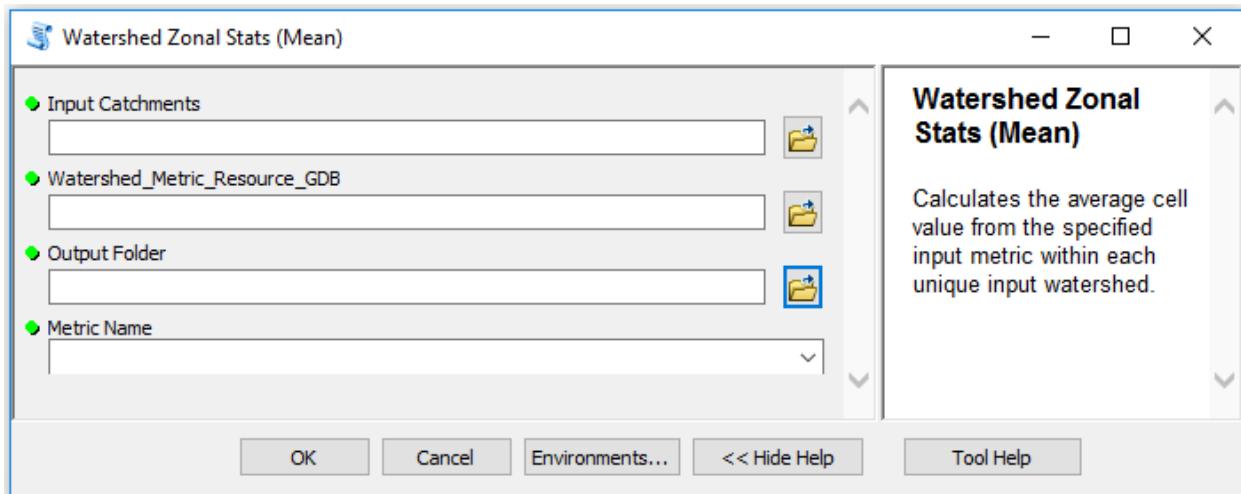 Watershed Zonal Stats (Mean)
Input Catchments
Watershed_Metric_Resource_GDB
Output Folder
Metric Name
Watershed Zonal
Stats (Mean)
Calculates the average cell
value from the specified
input metric within each
unique input watershed.
OK Cancel Environments... << Hide Help Tool Help